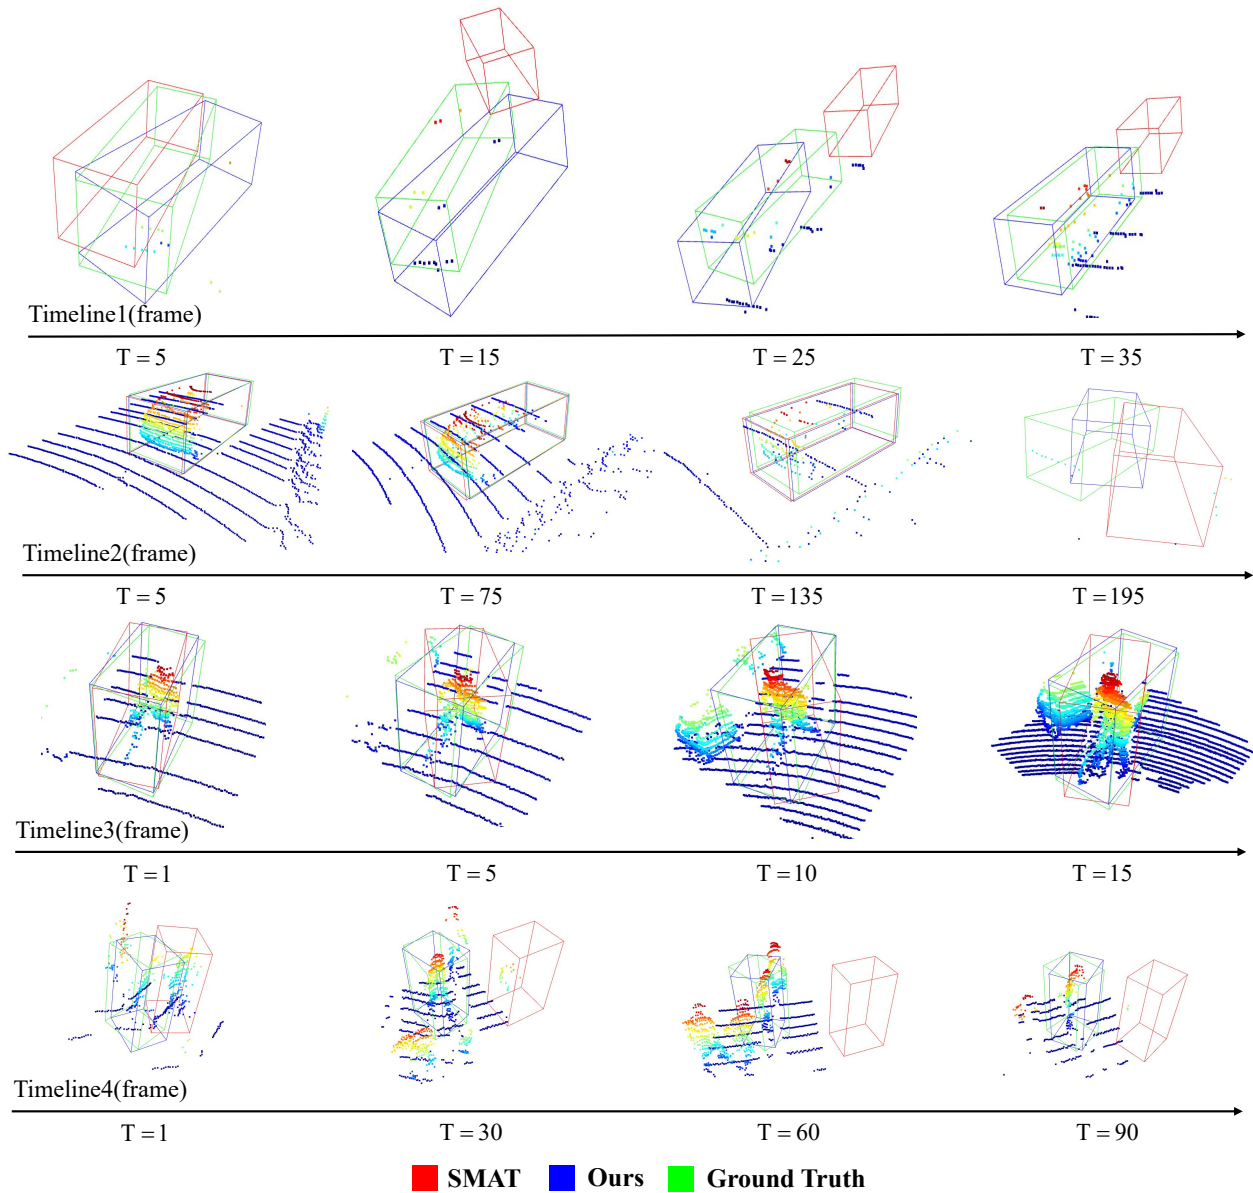 Timeline1(frame)
T = 5 T = 15 T = 25 T = 35
Timeline2(frame)
T = 5 T = 75 T = 135 T = 195
Timeline3(frame)
T = 1 T = 5 T = 10 T = 15
Timeline4(frame)
T = 1 T = 30 T = 60 T = 90
SMAT Ours Ground Truth